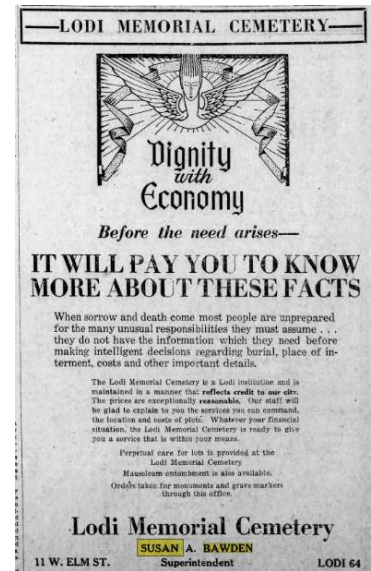 LODI MEMORIAL CEMETERY
Dignity
with
Economy
Before the need arises—
IT WILL PAY YOU TO KNOW
MORE ABOUT THESE FACTS
When sorrow and death come most people are unprepared
for the many unusual responsibilities they must assume . . .
they do not have the information which they need before
making intelligent decisions regarding burial, place of in-
terment, costs and other important details.
The Lodi Memorial Cemetery is a Lodi institution and is
maintained in a manner that reflects credit to our city.
The prices are exceptionally reasonable. Our staff will
be glad to explain to you the services you can command,
the location and costs of plots. Whatever your financial
situation, the Lodi Memorial Cemetery is ready to give
you a service that is within your means.
Perpetual care for lots is provided at the
Lodi Memorial Cemetery
Mausoleum entombment is also available.
Orders taken for monuments and grave markers
through this office.
Lodi Memorial Cemetery
SUSAN A. BAWDEN
11 W. ELM ST. Superintendent LODI 64